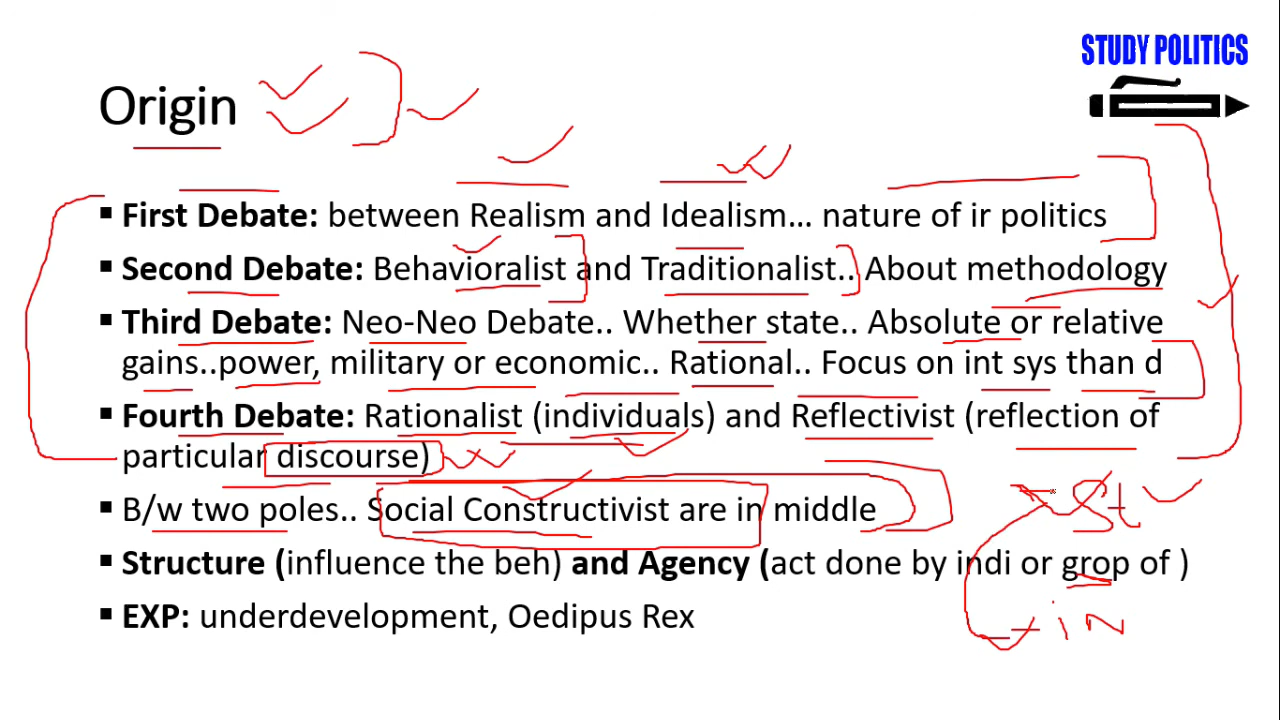 STUDY POLITICS
Origin
▪ First Debate: between Realism and Idealism... nature of ir politics
▪ Second Debate: Behavioralist and Traditionalist.. About methodology
▪ Third Debate: Neo-Neo Debate.. Whether state.. Absolute or relative
gains..power, military or economic.. Rational.. Focus on int sys than d
▪ Fourth Debate: Rationalist (individuals) and Reflectivist (reflection of
particular discourse)
▪ B/w two poles.. Social Constructivist are in middle
St
▪ Structure (influence the beh) and Agency (act done by indi or grop of )
▪ EXP: underdevelopment, Oedipus Rex
in